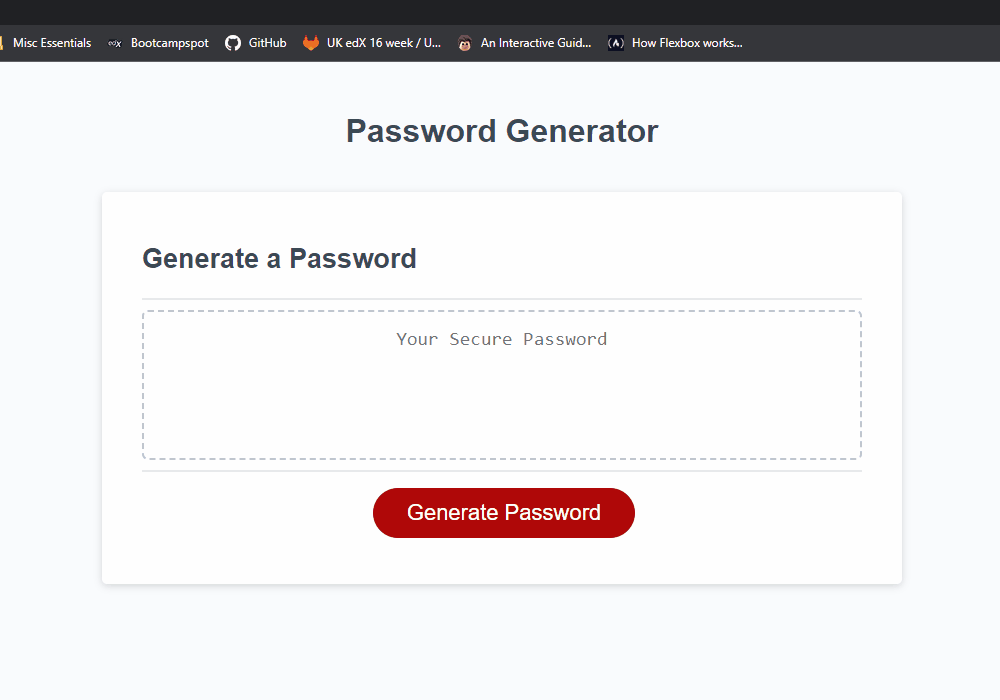 Misc Essentials edX Bootcampspot GitHub UK edX 16 week / U... An Interactive Guid... (A) How Flexbox works...
Password Generator
Generate a Password
Your Secure Password
Generate Password